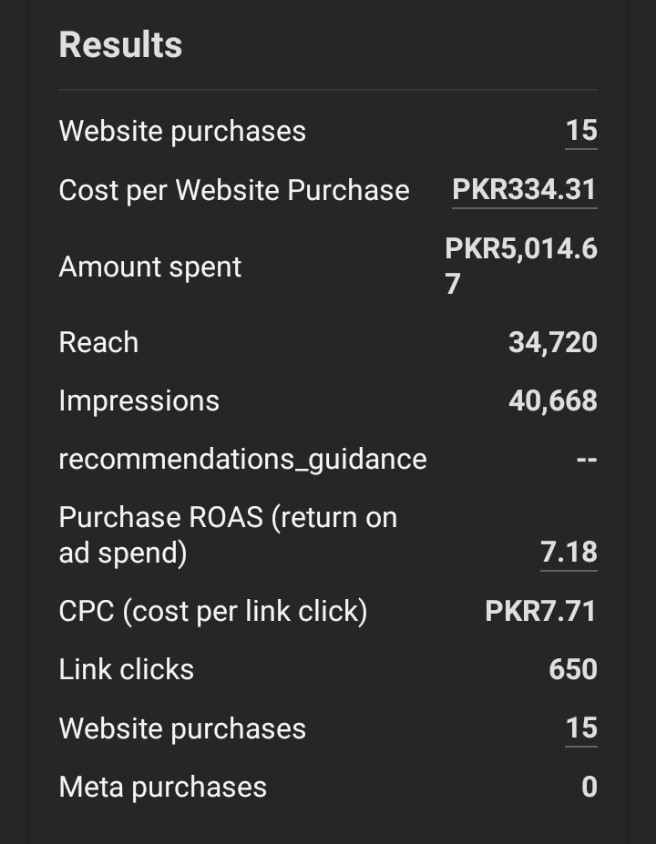 Results
Website purchases 15
Cost per Website Purchase PKR334.31
Amount spent PKR5,014.6
7
Reach 34,720
Impressions 40,668
recommendations_guidance --
Purchase ROAS (return on
ad spend) 7.18
CPC (cost per link click) PKR7.71
Link clicks 650
Website purchases 15
Meta purchases 0